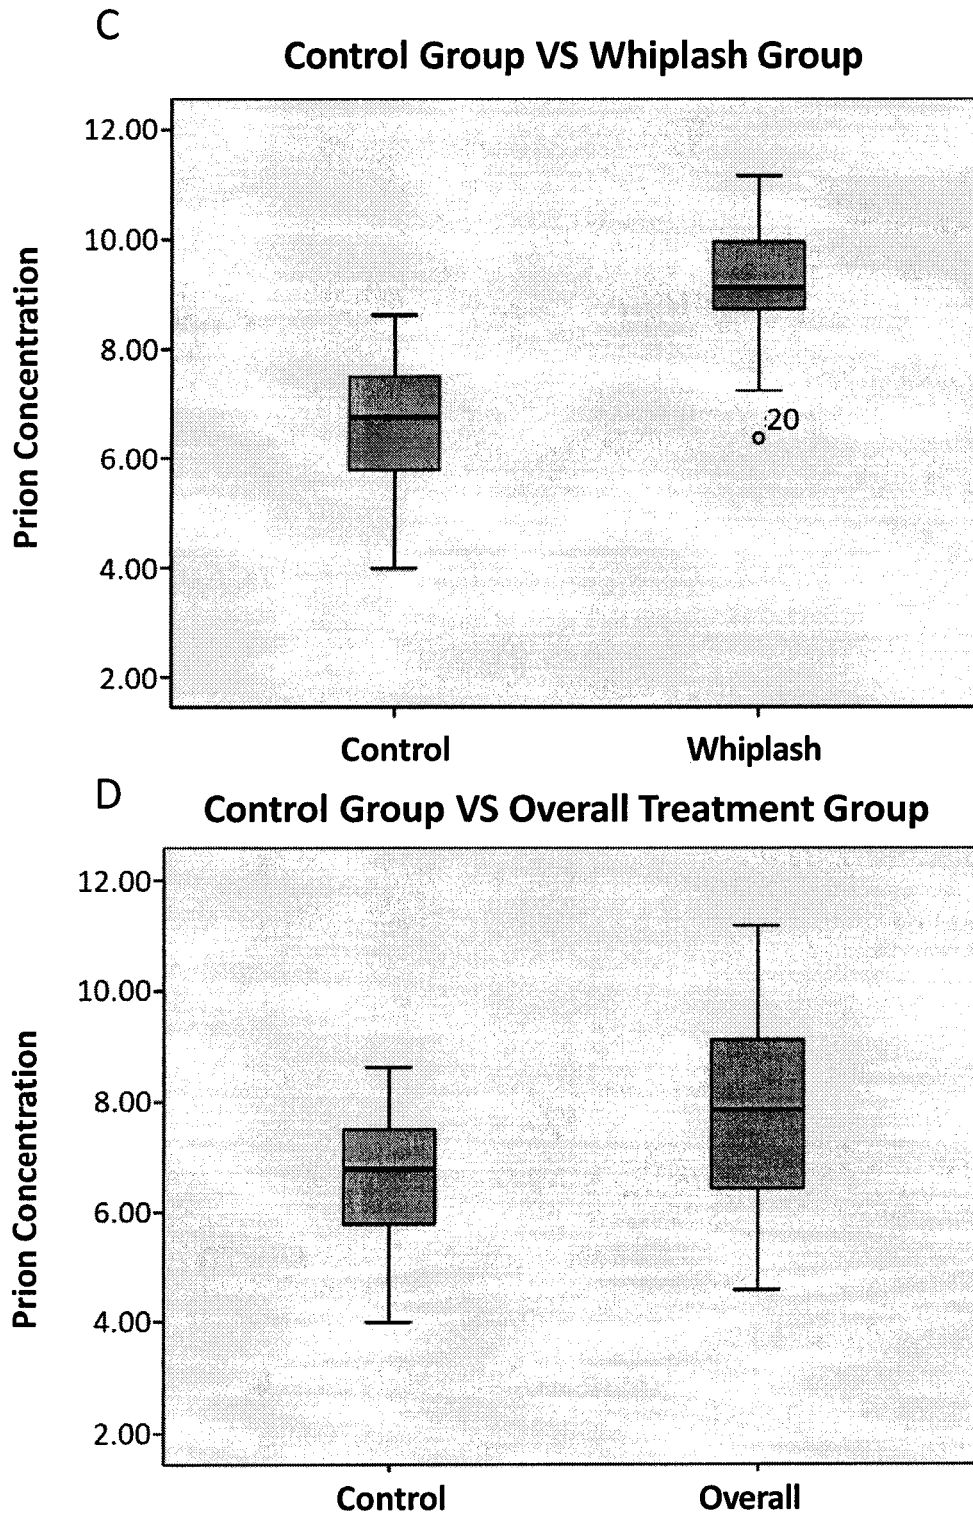 C
Control Group VS Whiplash Group
12.00
10.00
8.00
6.00
4.00
2.00
Prion Concentration
20
Control Whiplash
D
Control Group VS Overall Treatment Group
12.00
10.00
8.00
6.00
4.00
2.00
Prion Concentration
Control Overall